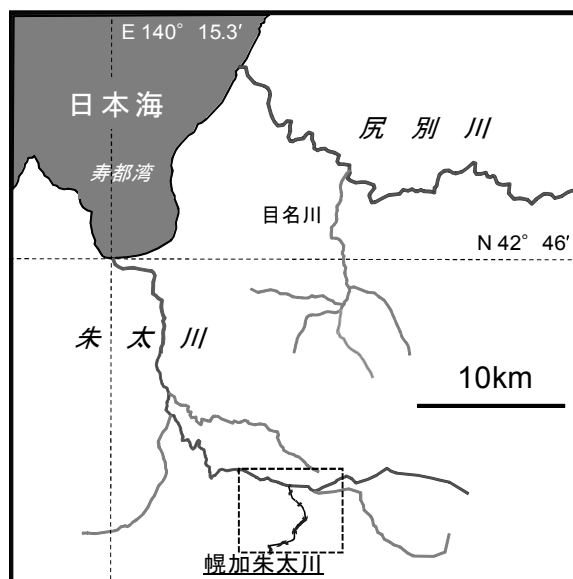 E 140° 15.3′
日本海
尻 別 川
寿都湾
目名川
N 42° 46′
朱 太 川
10km
幌加朱太川